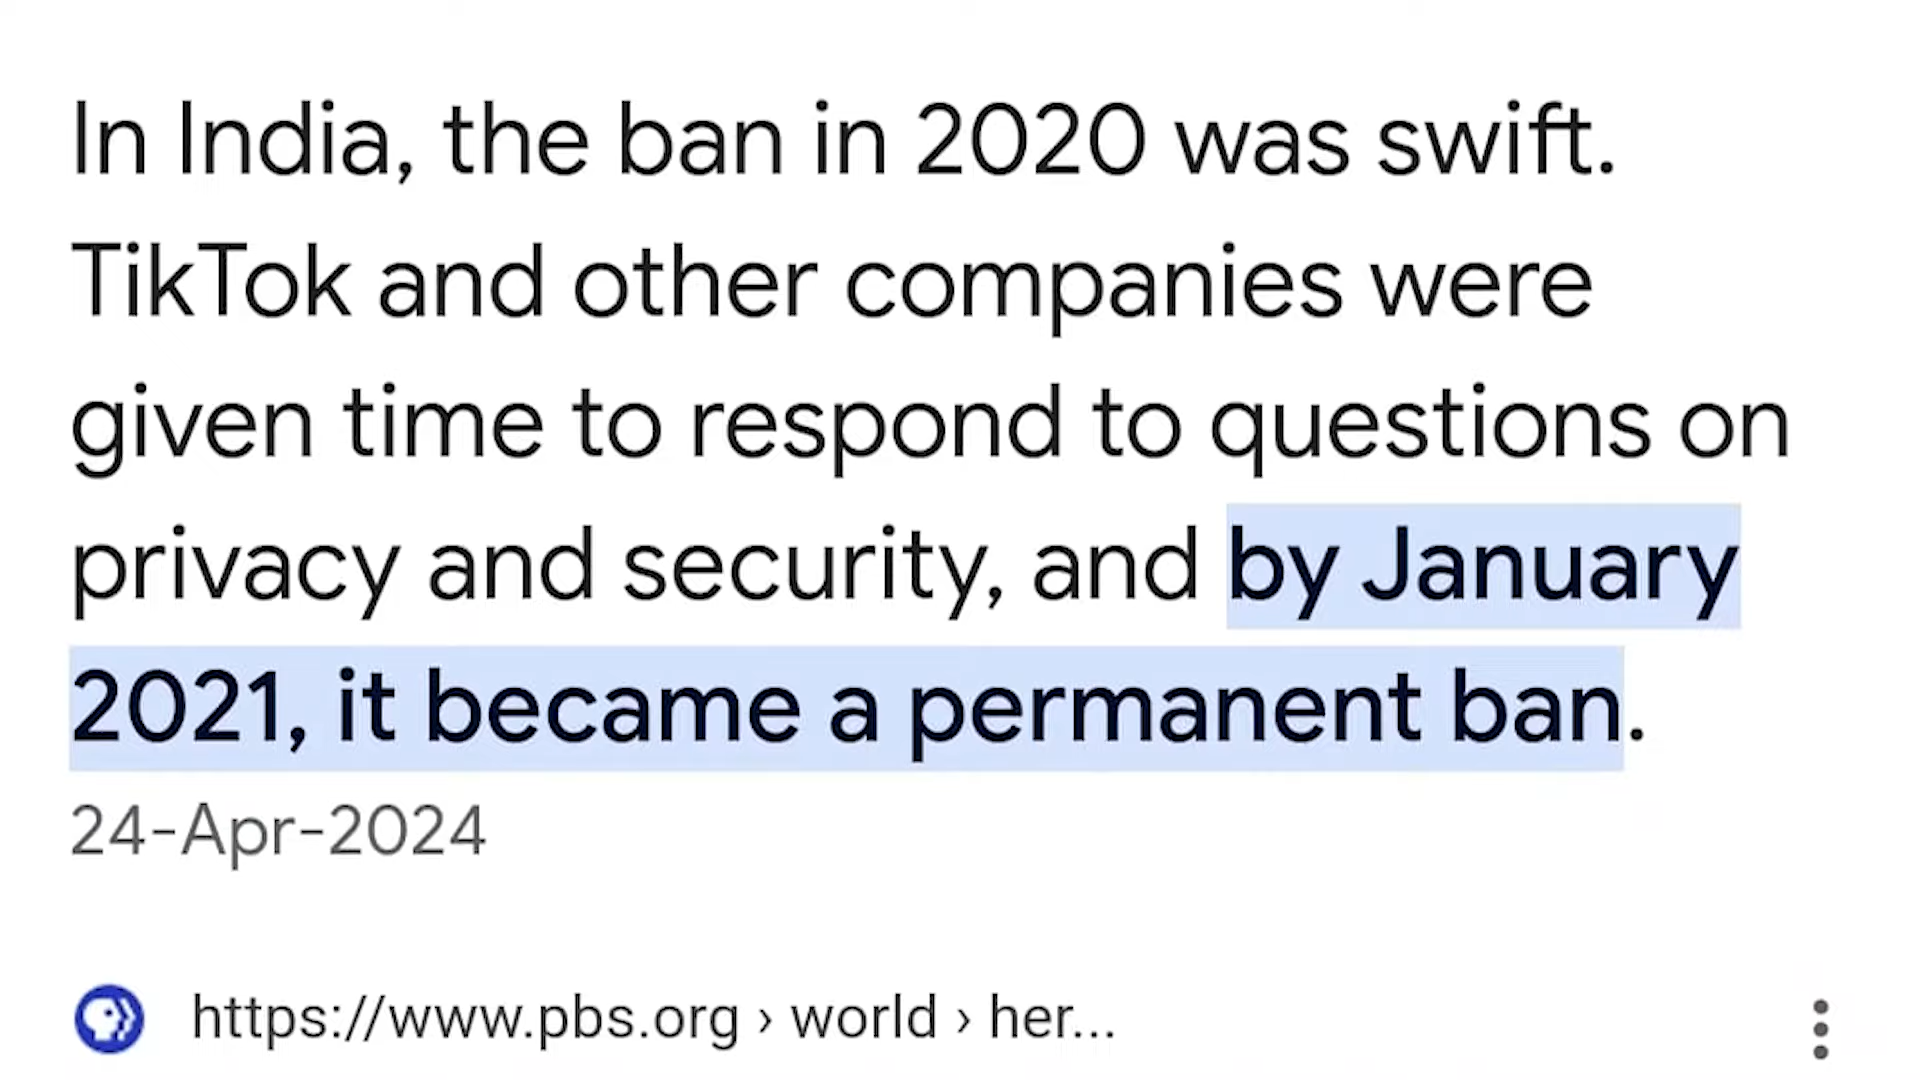 In India, the ban in 2020 was swift.
TikTok and other companies were
given time to respond to questions on
privacy and security, and by January
2021, it became a permanent ban.
24-Apr-2024
https://www.pbs.org › world › her...